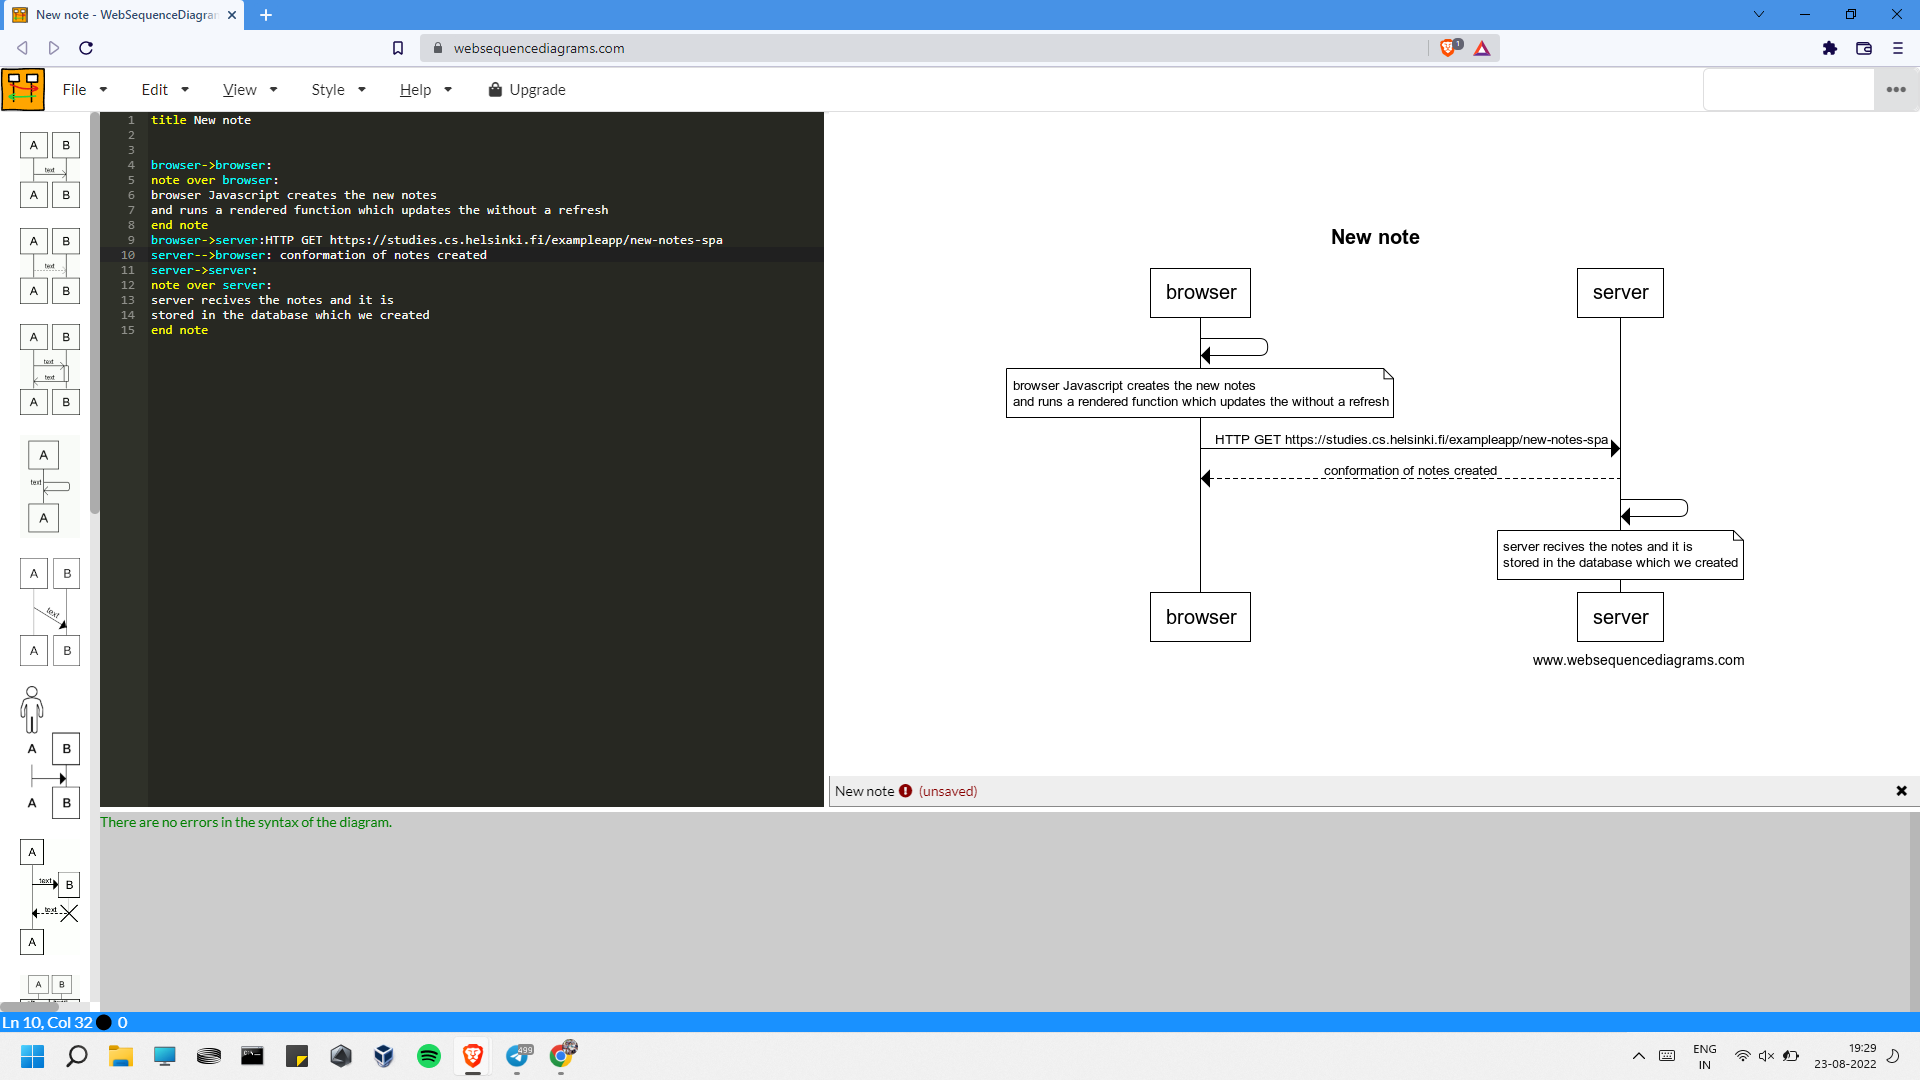 New note - WebSequenceDiagran
websequencediagrams.com
1
File Edit View Style Help Upgrade
A B
text
A B
A B
text
A B
A B
text
text
A B
A
text
A
A B
text
A B
A B
A B
A
text B
text
A
A B
1 title New note
2
3
4 browser->browser:
5 note over browser:
6 browser Javascript creates the new notes
7 and runs a rendered function which updates the without a refresh
8 end note
9 browser->server:HTTP GET https://studies.cs.helsinki.fi/exampleapp/new-notes-spa
10 server-->browser: conformation of notes created
11 server->server:
12 note over server:
13 server recives the notes and it is
14 stored in the database which we created
15 end note
New note
browser server
browser Javascript creates the new notes
and runs a rendered function which updates the without a refresh
HTTP GET https://studies.cs.helsinki.fi/exampleapp/new-notes-spa
conformation of notes created
server recives the notes and it is
stored in the database which we created
browser server
www.websequencediagrams.com
New note (unsaved)
There are no errors in the syntax of the diagram.
Ln 10, Col 32 0
499
ENG
IN
19:29
23-08-2022